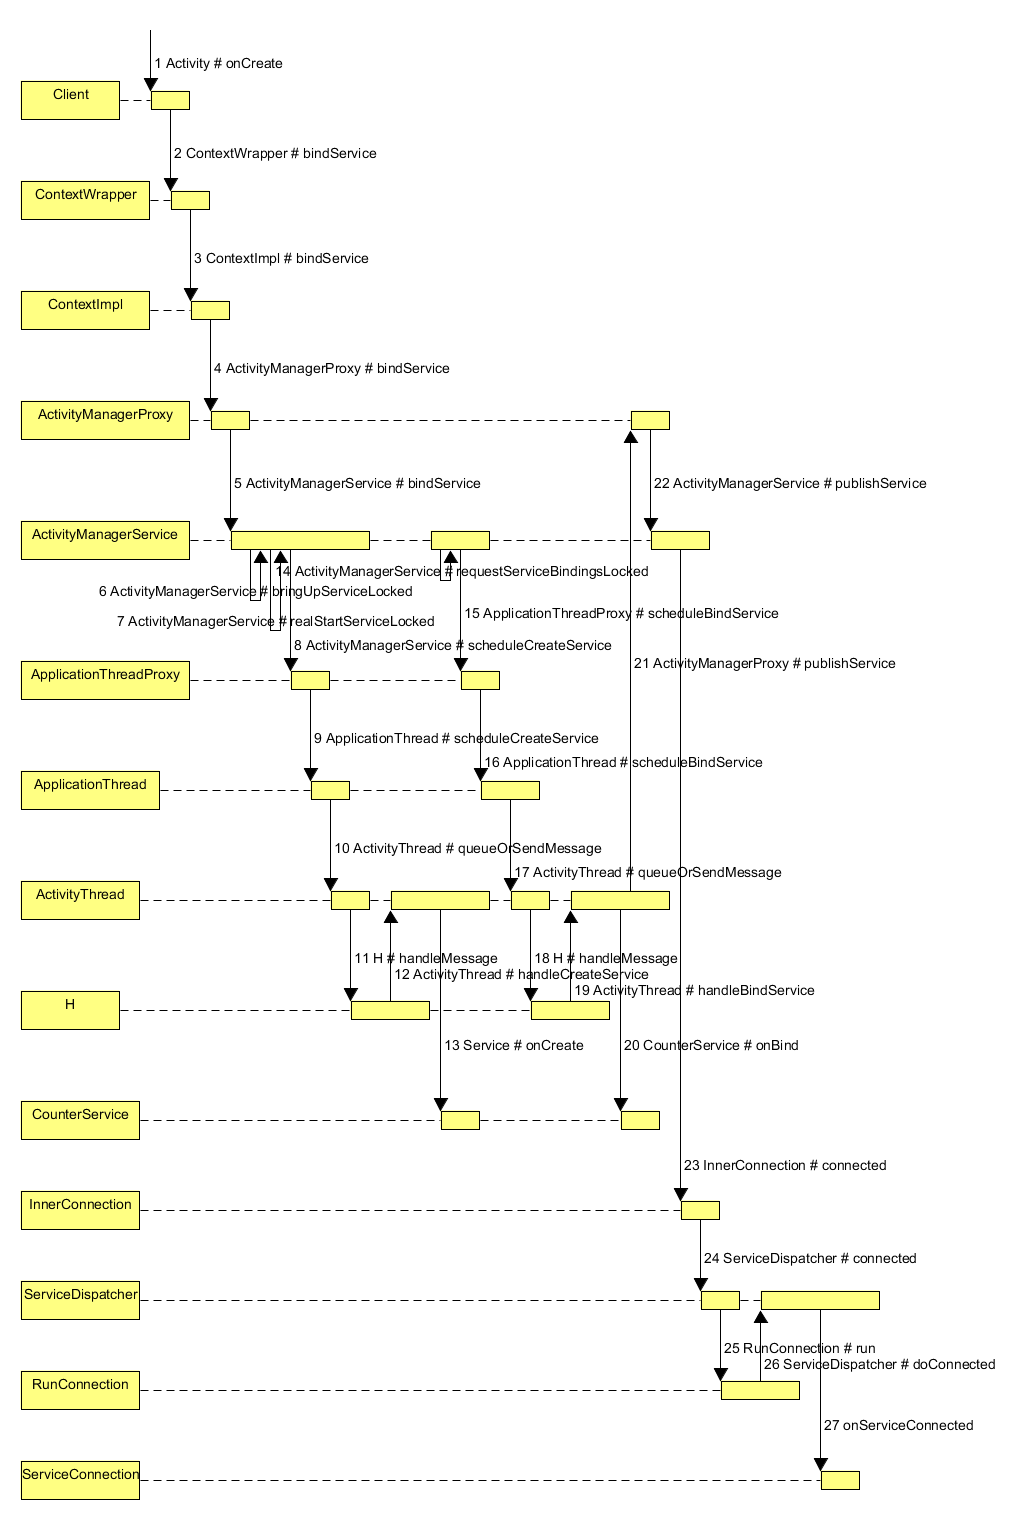 1 Activity # onCreate
Client
2 ContextWrapper # bindService
ContextWrapper
3 ContextImpl # bindService
ContextImpl
4 ActivityManagerProxy # bindService
ActivityManagerProxy
5 ActivityManagerService # bindService
22 ActivityManagerService # publishService
ActivityManagerService
14 ActivityManagerService # requestServiceBindingsLocked
6 ActivityManagerService # bringUpServiceLocked
15 ApplicationThreadProxy # scheduleBindService
7 ActivityManagerService # realStartServiceLocked
8 ActivityManagerService # scheduleCreateService
21 ActivityManagerProxy # publishService
ApplicationThreadProxy
9 ApplicationThread # scheduleCreateService
16 ApplicationThread # scheduleBindService
ApplicationThread
10 ActivityThread # queueOrSendMessage
17 ActivityThread # queueOrSendMessage
ActivityThread
11 H # handleMessage
18 H # handleMessage
12 ActivityThread # handleCreateService
19 ActivityThread # handleBindService
H
13 Service # onCreate
20 CounterService # onBind
CounterService
23 InnerConnection # connected
InnerConnection
24 ServiceDispatcher # connected
ServiceDispatcher
25 RunConnection # run
26 ServiceDispatcher # doConnected
RunConnection
27 onServiceConnected
ServiceConnection